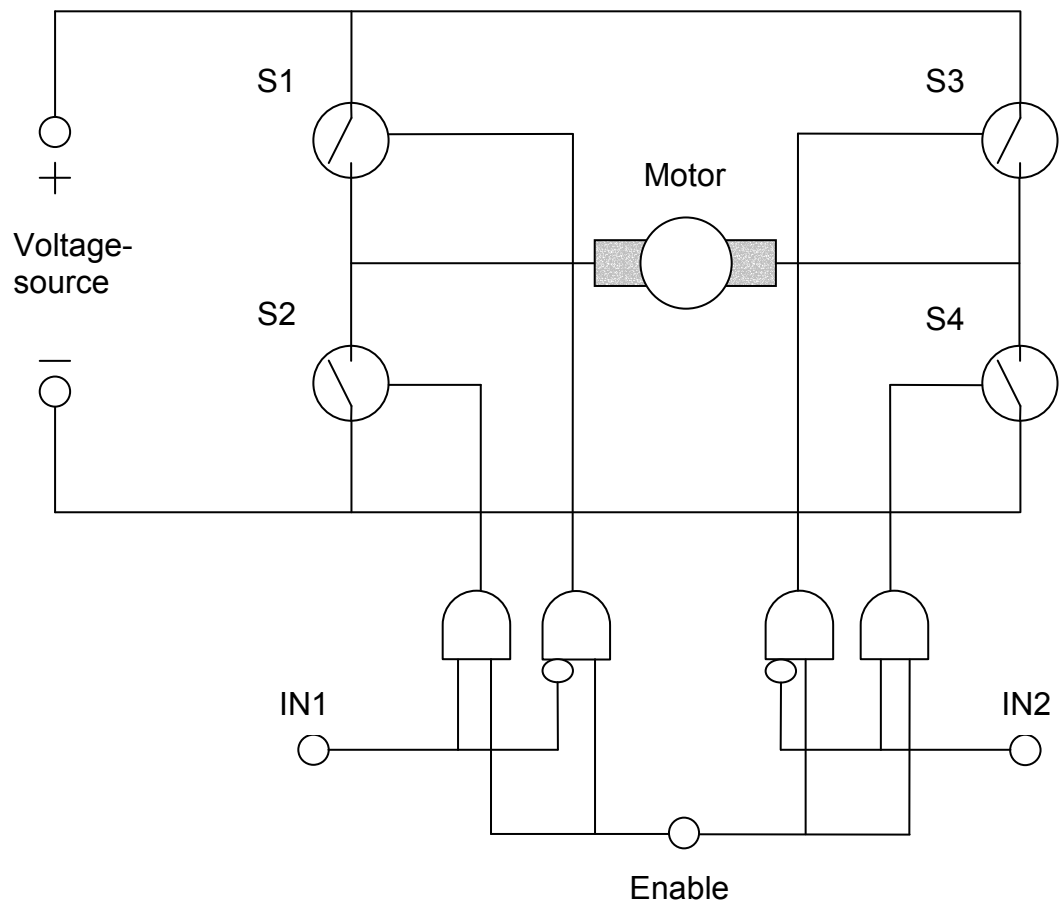 S1
S3
Motor
+
Voltage-
source
S2
S4
−
IN1
IN2
Enable